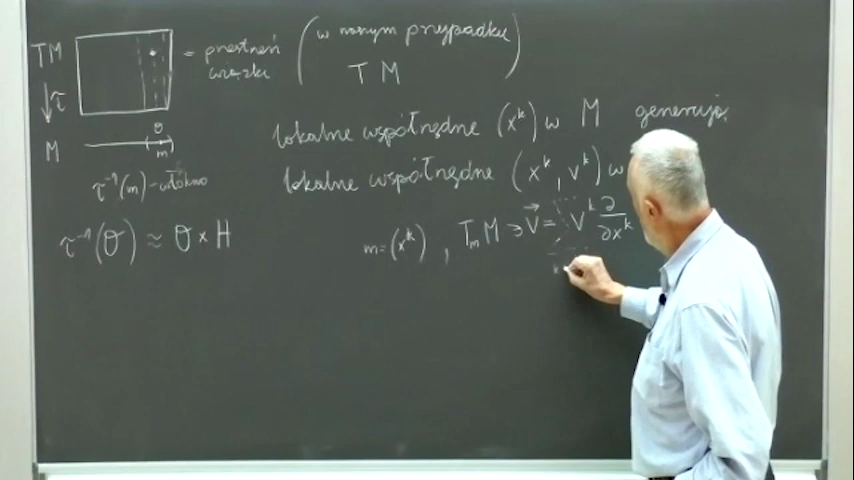 TM = przestrzeń wiązki (w naszym przypadku TM)
↓ τ
M m
τ⁻¹(m) - włókno
τ⁻¹(𝒪) ≈ 𝒪 × H
lokalne współrzędne (xᵏ) w M generują
lokalne współrzędne (xᵏ, vᵏ) w
m = (xᵏ), TₘM ∋ V⃗ = Vᵏ ∂/∂xᵏ